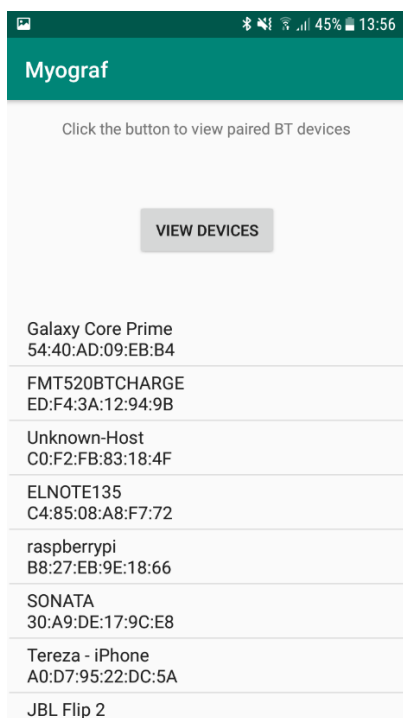 45% 13:56
Myograf
Click the button to view paired BT devices
VIEW DEVICES
Galaxy Core Prime
54:40:AD:09:EB:B4
FMT520BTCHARGE
ED:F4:3A:12:94:9B
Unknown-Host
C0:F2:FB:83:18:4F
ELNOTE135
C4:85:08:A8:F7:72
raspberrypi
B8:27:EB:9E:18:66
SONATA
30:A9:DE:17:9C:E8
Tereza - iPhone
A0:D7:95:22:DC:5A
JBL Flip 2